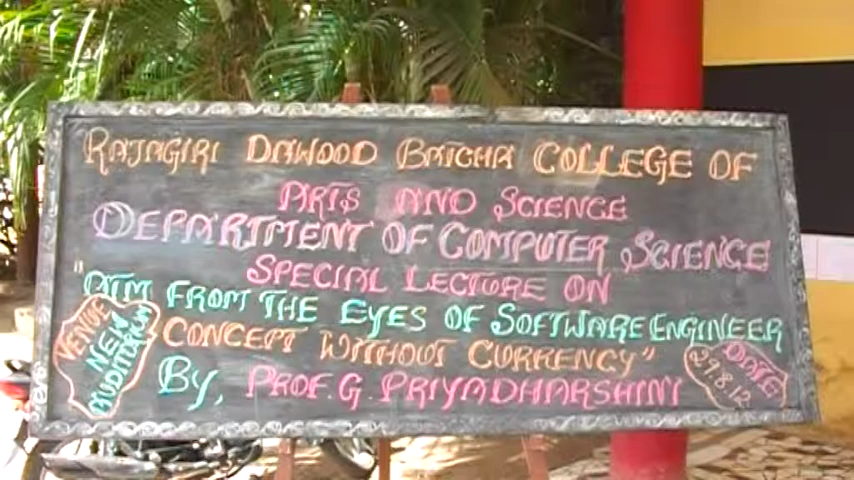 RAJAGIRI DAWOOD BATCHA COLLEGE OF
ARTS AND SCIENCE
DEPARTMENT OF COMPUTER SCIENCE
SPECIAL LECTURE ON
"ATM FROM THE EYES OF SOFTWARE ENGINEER
CONCEPT WITHOUT CURRENCY"
BY, PROF. G. PRIYADHARSHINI
VENUE
NEW
AUDITORIUM
DATE
29.8.12